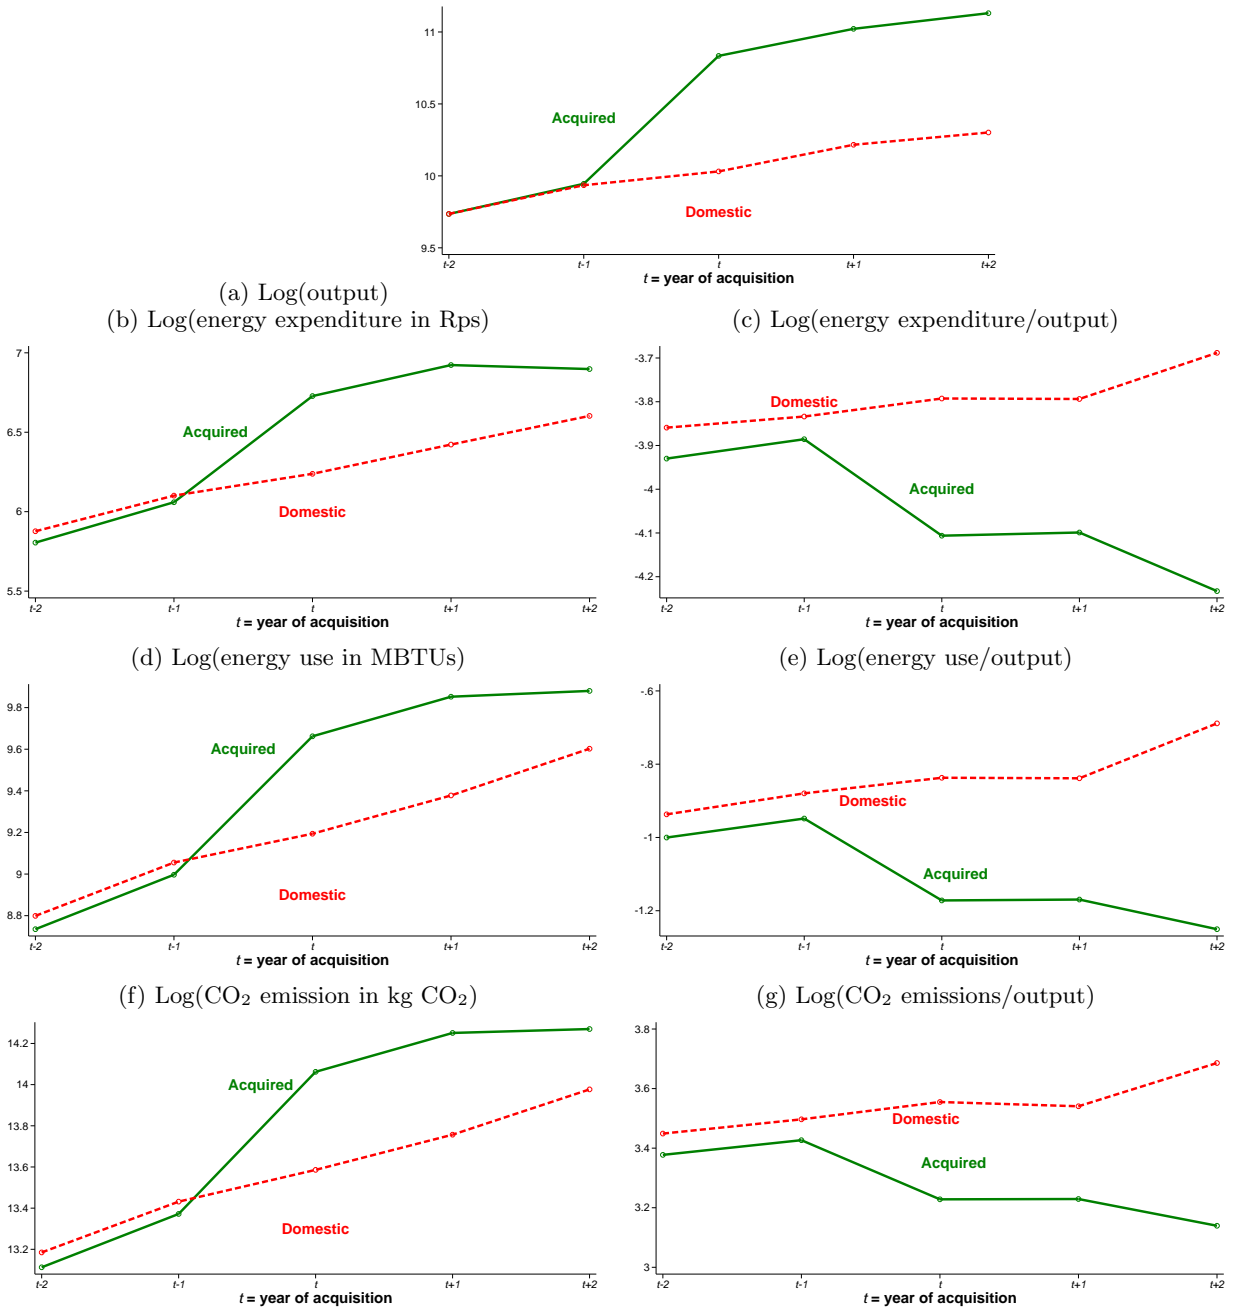 11
10.5
10
9.5
Acquired
Domestic
t-2 t-1 t t+1 t+2
t = year of acquisition
(a) Log(output)
(b) Log(energy expenditure in Rps)
7
6.5
6
5.5
Acquired
Domestic
t-2 t-1 t t+1 t+2
t = year of acquisition
(c) Log(energy expenditure/output)
-3.7
-3.8
-3.9
-4
-4.1
-4.2
Domestic
Acquired
t-2 t-1 t t+1 t+2
t = year of acquisition
(d) Log(energy use in MBTUs)
9.8
9.6
9.4
9.2
9
8.8
Acquired
Domestic
t-2 t-1 t t+1 t+2
t = year of acquisition
(e) Log(energy use/output)
-.6
-.8
-1
-1.2
Domestic
Acquired
t-2 t-1 t t+1 t+2
t = year of acquisition
(f) Log(CO₂ emission in kg CO₂)
14.2
14
13.8
13.6
13.4
13.2
Acquired
Domestic
t-2 t-1 t t+1 t+2
t = year of acquisition
(g) Log(CO₂ emissions/output)
3.8
3.6
3.4
3.2
3
Domestic
Acquired
t-2 t-1 t t+1 t+2
t = year of acquisition